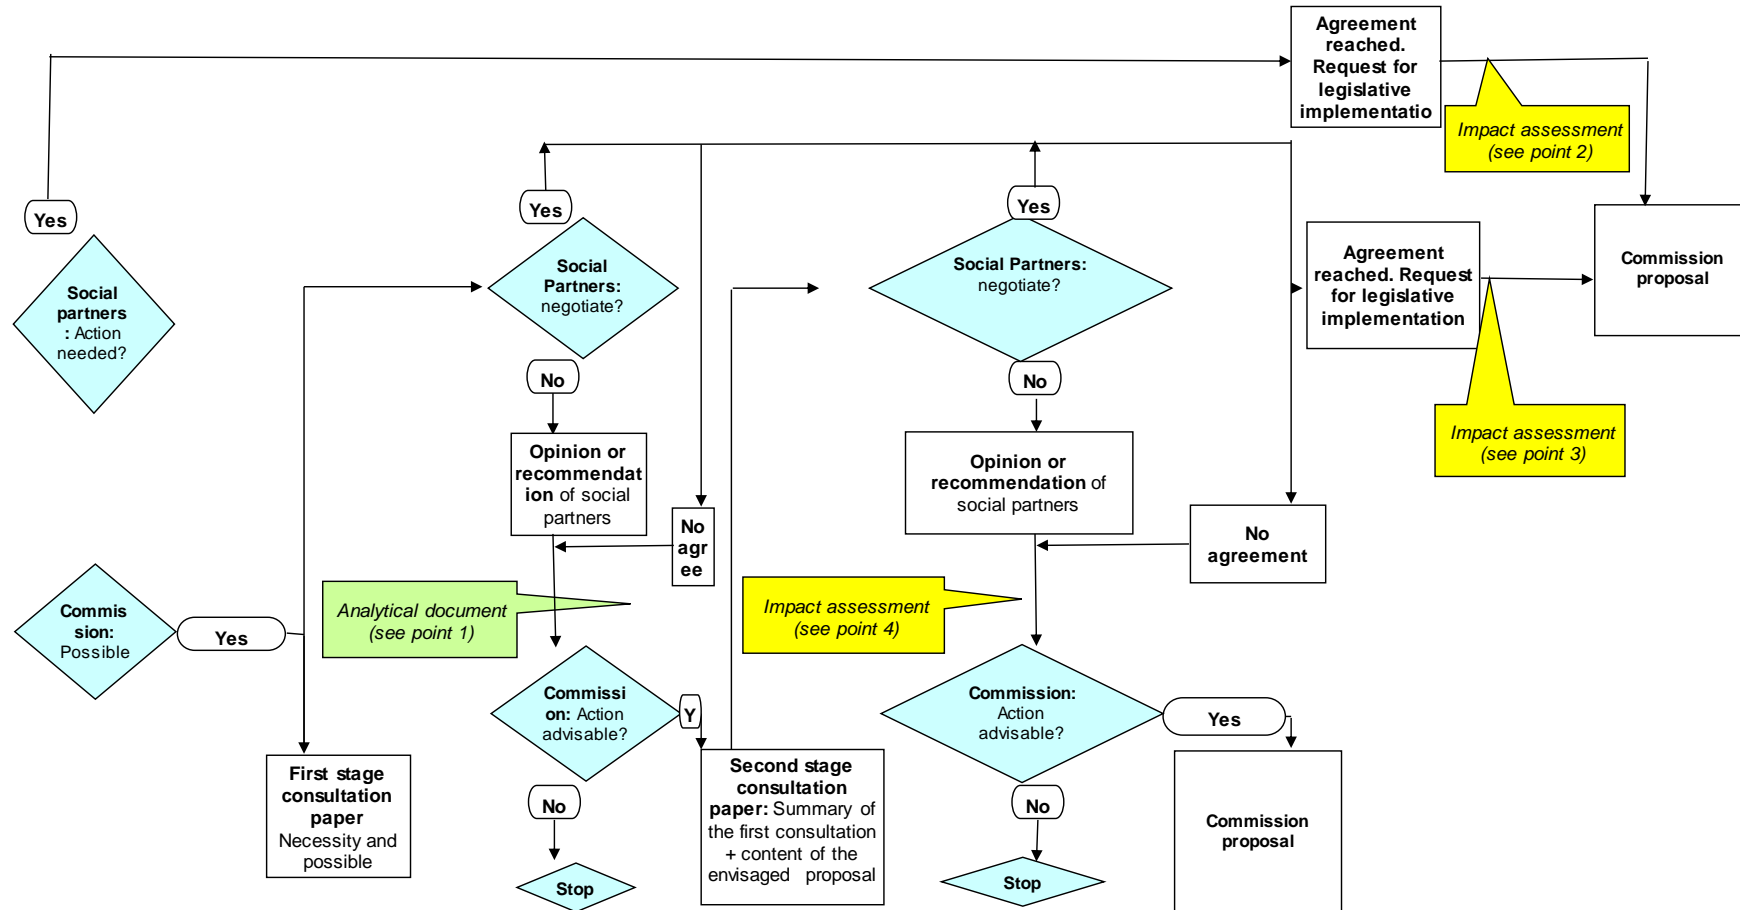 Agreement
reached.
Request for
legislative
implementatio
Impact assessment
(see point 2)
Yes
Yes
Yes
Social
partners
: Action
needed?
Social
Partners:
negotiate?
Social Partners:
negotiate?
Agreement
reached. Request
for legislative
implementation
Commission
proposal
No
No
Impact assessment
(see point 3)
Opinion or
recommendat
ion of social
partners
Opinion or
recommendation of
social partners
No
agr
ee
No
agreement
Analytical document
(see point 1)
Impact assessment
(see point 4)
Commis
sion:
Possible
Yes
Commissi
on: Action
advisable?
Y
Commission:
Action
advisable?
Yes
First stage
consultation
paper
Necessity and
possible
Second stage
consultation
paper: Summary of
the first consultation
+ content of the
envisaged proposal
No
No
Commission
proposal
Stop
Stop